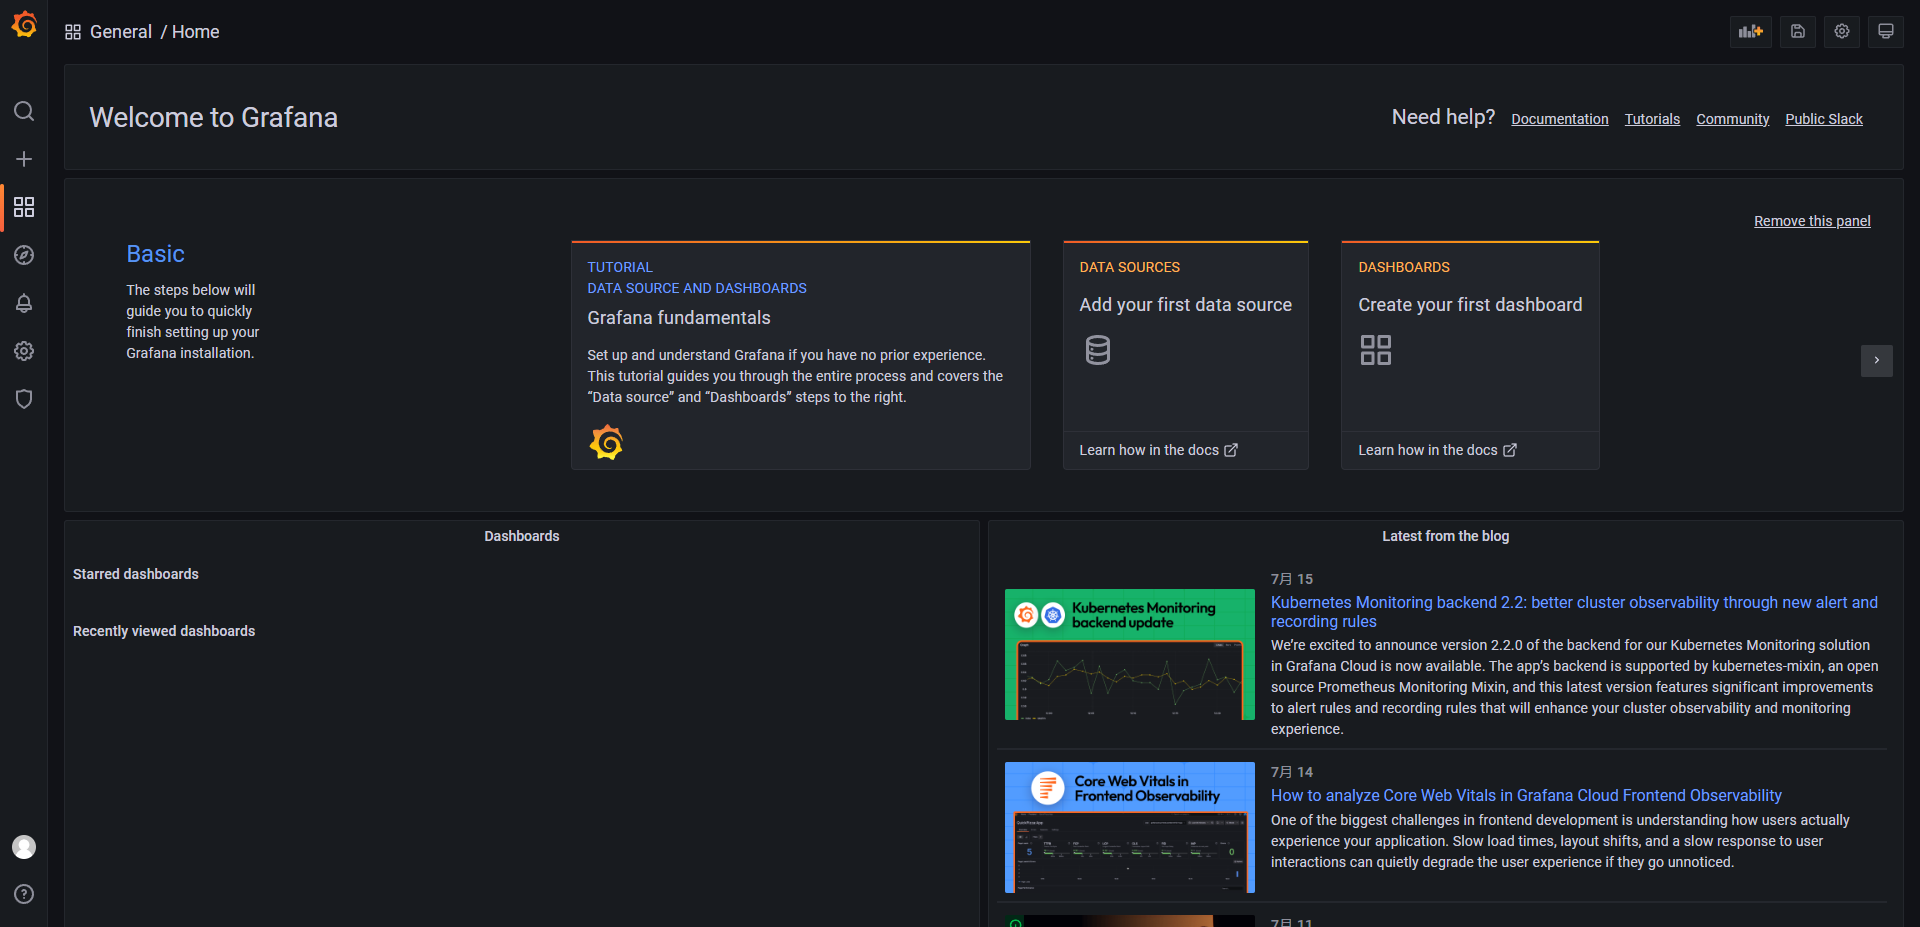 General / Home
Welcome to Grafana
Need help? Documentation Tutorials Community Public Slack
Remove this panel
Basic
The steps below will
guide you to quickly
finish setting up your
Grafana installation.
TUTORIAL
DATA SOURCE AND DASHBOARDS
Grafana fundamentals
Set up and understand Grafana if you have no prior experience.
This tutorial guides you through the entire process and covers the
“Data source” and “Dashboards” steps to the right.
DATA SOURCES
Add your first data source
Learn how in the docs
DASHBOARDS
Create your first dashboard
Learn how in the docs
Dashboards
Starred dashboards
Recently viewed dashboards
Latest from the blog
Kubernetes Monitoring
backend update
7月 15
Kubernetes Monitoring backend 2.2: better cluster observability through new alert and
recording rules
We’re excited to announce version 2.2.0 of the backend for our Kubernetes Monitoring solution
in Grafana Cloud is now available. The app’s backend is supported by kubernetes-mixin, an open
source Prometheus Monitoring Mixin, and this latest version features significant improvements
to alert rules and recording rules that will enhance your cluster observability and monitoring
experience.
Core Web Vitals in
Frontend Observability
7月 14
How to analyze Core Web Vitals in Grafana Cloud Frontend Observability
One of the biggest challenges in frontend development is understanding how users actually
experience your application. Slow load times, layout shifts, and a slow response to user
interactions can quietly degrade the user experience if they go unnoticed.
7月 11